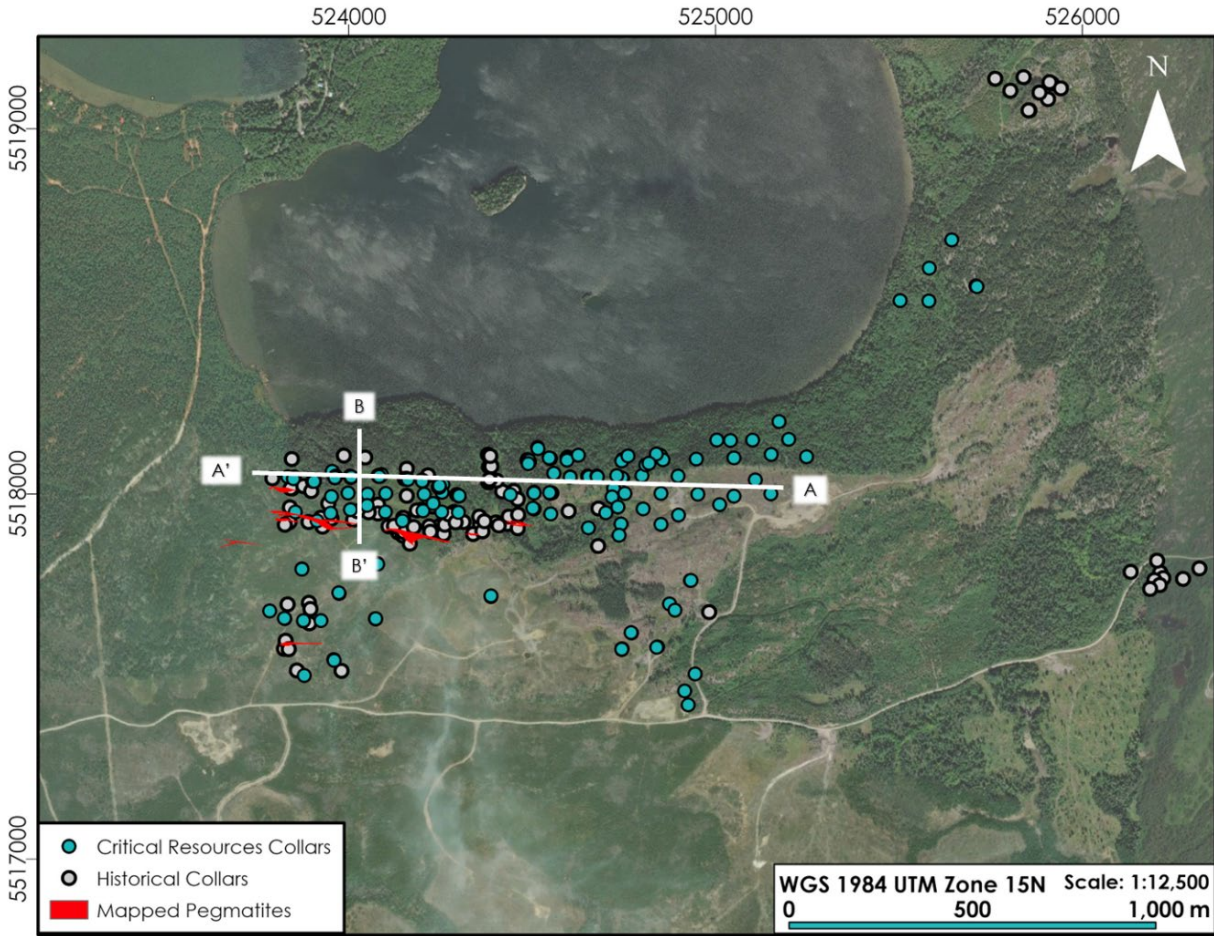 524000
525000
526000
N
5519000
B
A'
A
5518000
B'
5517000
Critical Resources Collars
Historical Collars
Mapped Pegmatites
WGS 1984 UTM Zone 15N Scale: 1:12,500
0 500 1,000 m